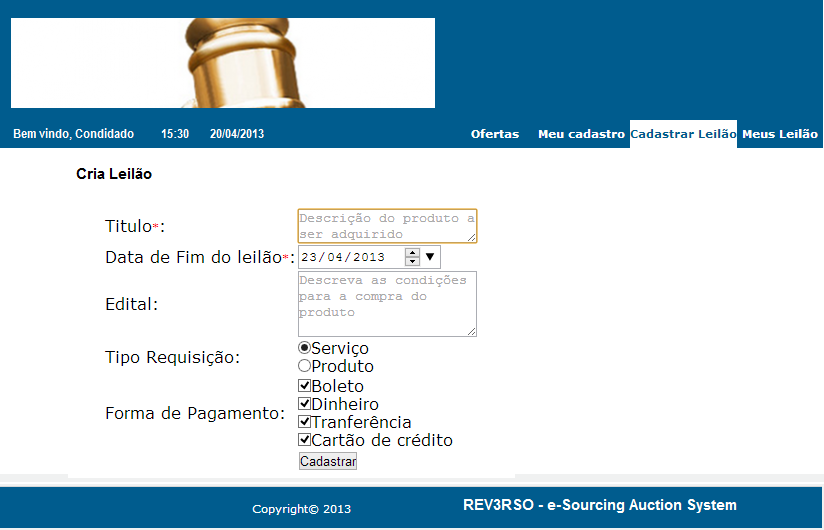 Bem vindo, Condidado 15:30 20/04/2013 Ofertas Meu cadastro Cadastrar Leilão Meus Leilão
Cria Leilão
Titulo*:
Descrição do produto a
ser adquirido
Data de Fim do leilão*: 23/04/2013
Edital:
Descreva as condições
para a compra do
produto
Tipo Requisição:
Serviço
Produto
Forma de Pagamento:
Boleto
Dinheiro
Tranferência
Cartão de crédito
Cadastrar
Copyright© 2013 REV3RSO - e-Sourcing Auction System